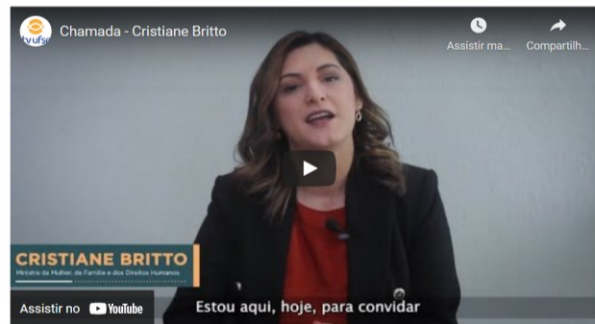 tvufsc
Chamada - Cristiane Britto
Assistir ma...
Compartilh...
CRISTIANE BRITTO
Ministra da Mulher, da Família e dos Direitos Humanos
Assistir no YouTube
Estou aqui, hoje, para convidar